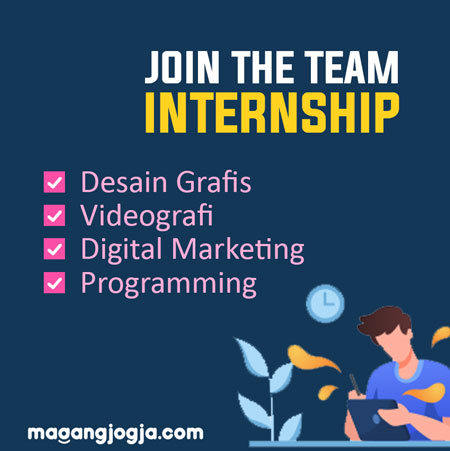 JOIN THE TEAM
INTERNSHIP
Desain Grafis
Videografi
Digital Marketing
Programming
magangjogja.com